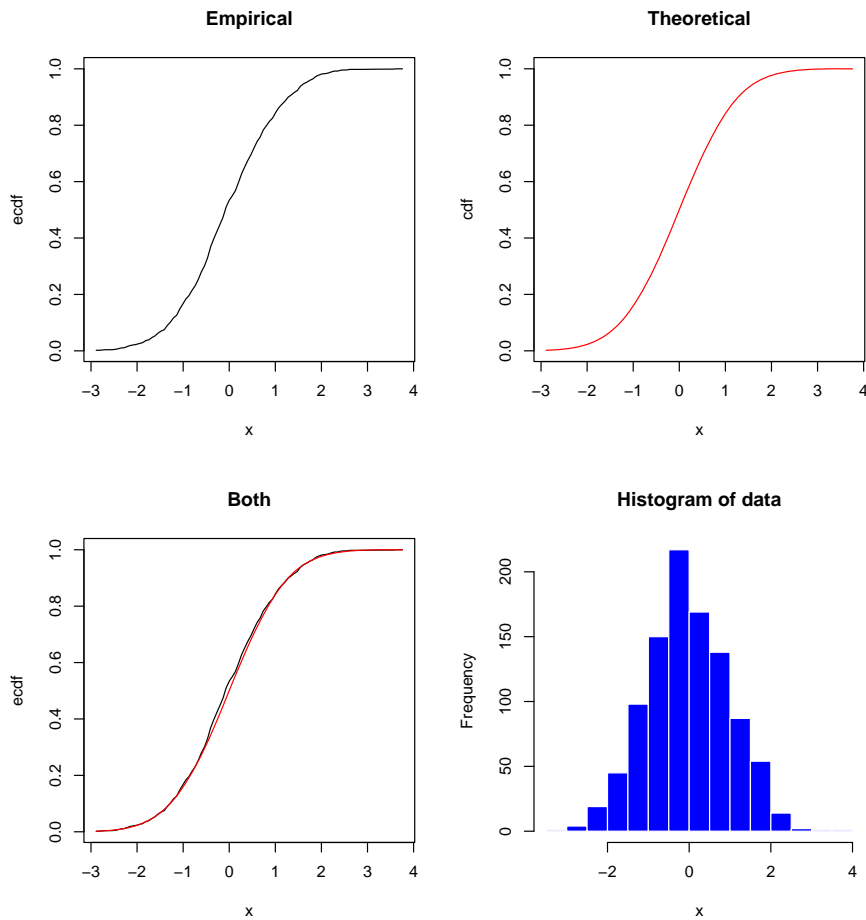 Empirical
ecdf
0.0 0.2 0.4 0.6 0.8 1.0
−3 −2 −1 0 1 2 3 4
x
Theoretical
cdf
0.0 0.2 0.4 0.6 0.8 1.0
−3 −2 −1 0 1 2 3 4
x
Both
ecdf
0.0 0.2 0.4 0.6 0.8 1.0
−3 −2 −1 0 1 2 3 4
x
Histogram of data
Frequency
0 50 100 150 200
−2 0 2 4
x